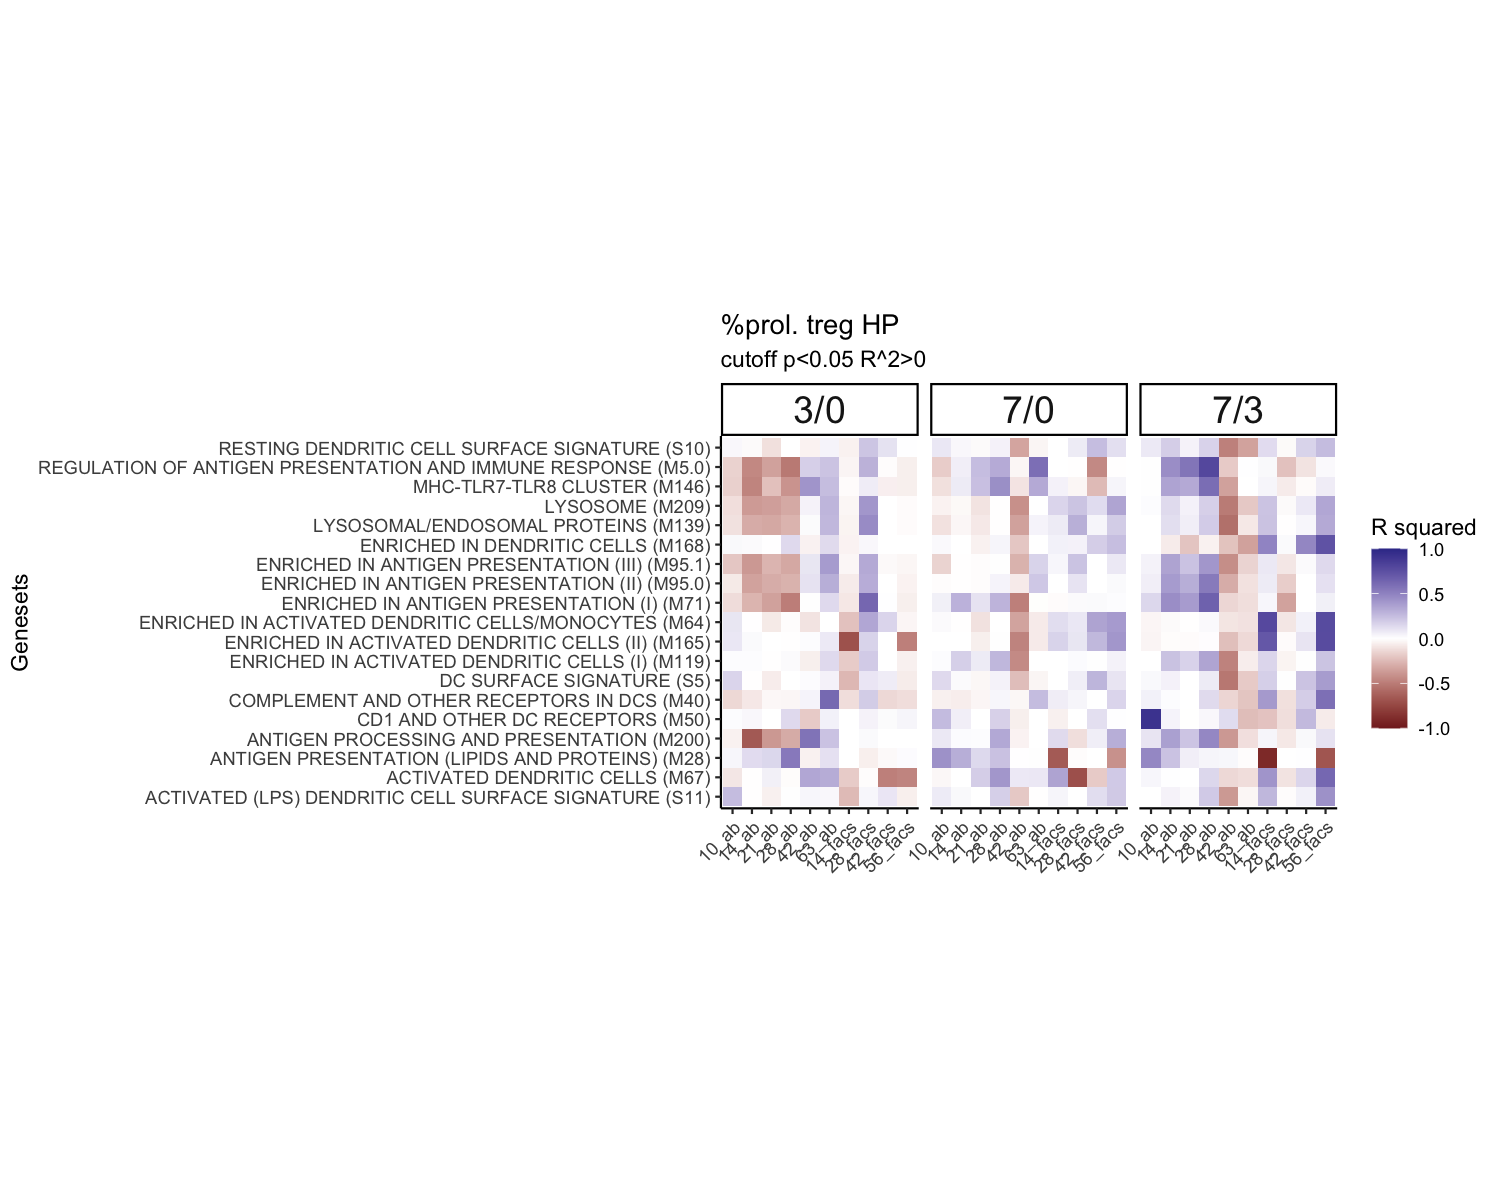 %prol. treg HP
cutoff p<0.05 R^2>0
3/0 7/0 7/3
Genesets
RESTING DENDRITIC CELL SURFACE SIGNATURE (S10)
REGULATION OF ANTIGEN PRESENTATION AND IMMUNE RESPONSE (M5.0)
MHC-TLR7-TLR8 CLUSTER (M146)
LYSOSOME (M209)
LYSOSOMAL/ENDOSOMAL PROTEINS (M139)
ENRICHED IN DENDRITIC CELLS (M168)
ENRICHED IN ANTIGEN PRESENTATION (III) (M95.1)
ENRICHED IN ANTIGEN PRESENTATION (II) (M95.0)
ENRICHED IN ANTIGEN PRESENTATION (I) (M71)
ENRICHED IN ACTIVATED DENDRITIC CELLS/MONOCYTES (M64)
ENRICHED IN ACTIVATED DENDRITIC CELLS (II) (M165)
ENRICHED IN ACTIVATED DENDRITIC CELLS (I) (M119)
DC SURFACE SIGNATURE (S5)
COMPLEMENT AND OTHER RECEPTORS IN DCS (M40)
CD1 AND OTHER DC RECEPTORS (M50)
ANTIGEN PROCESSING AND PRESENTATION (M200)
ANTIGEN PRESENTATION (LIPIDS AND PROTEINS) (M28)
ACTIVATED DENDRITIC CELLS (M67)
ACTIVATED (LPS) DENDRITIC CELL SURFACE SIGNATURE (S11)
10_ab 14_ab 21_ab 28_ab 42_ab 63_ab 14_facs 28_facs 42_facs 56_facs
10_ab 14_ab 21_ab 28_ab 42_ab 63_ab 14_facs 28_facs 42_facs 56_facs
10_ab 14_ab 21_ab 28_ab 42_ab 63_ab 14_facs 28_facs 42_facs 56_facs
R squared
1.0
0.5
0.0
-0.5
-1.0